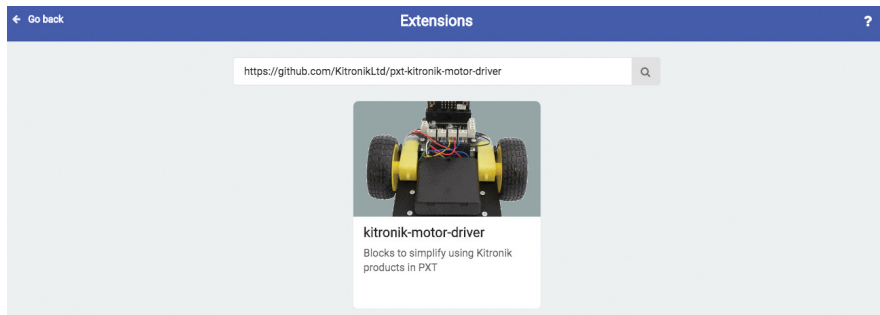 Go back
Extensions
?
https://github.com/KitronikLtd/pxt-kitronik-motor-driver
kitronik-motor-driver
Blocks to simplify using Kitronik
products in PXT